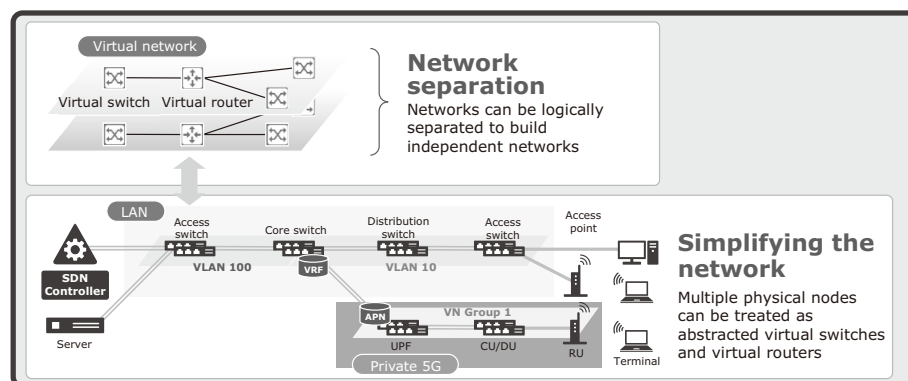 Virtual network
Virtual switch
Virtual router
Network
separation
Networks can be logically
separated to build
independent networks
LAN
Access
switch
Core switch
Distribution
switch
Access
switch
Access
point
VLAN 100
VRF
VLAN 10
SDN
Controller
Server
APN
VN Group 1
UPF
CU/DU
RU
Terminal
Private 5G
Simplifying the
network
Multiple physical nodes
can be treated as
abstracted virtual switches
and virtual routers